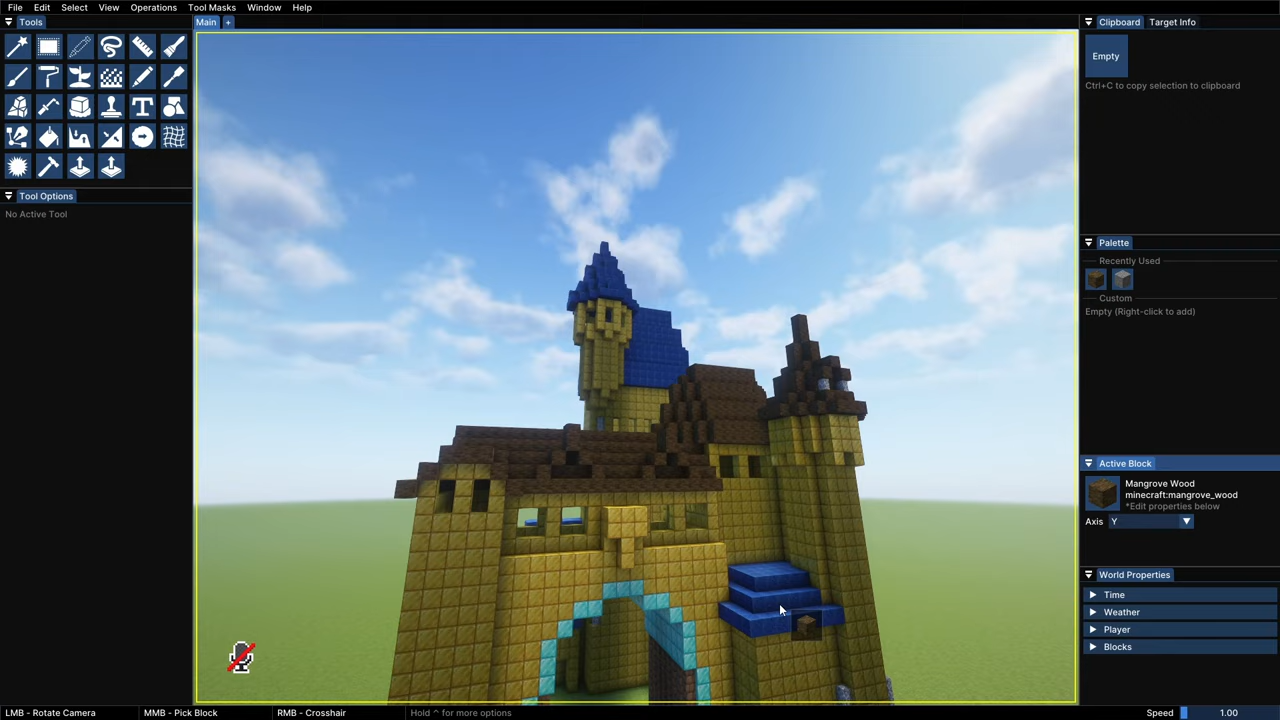 File Edit Select View Operations Tool Masks Window Help
Tools
Main +
Clipboard Target Info
Empty
Ctrl+C to copy selection to clipboard
Tool Options
No Active Tool
Palette
Recently Used
Custom
Empty (Right-click to add)
Active Block
Mangrove Wood
minecraft:mangrove_wood
*Edit properties below
Axis Y
World Properties
Time
Weather
Player
Blocks
LMB - Rotate Camera MMB - Pick Block RMB - Crosshair Hold ^ for more options Speed 1.00